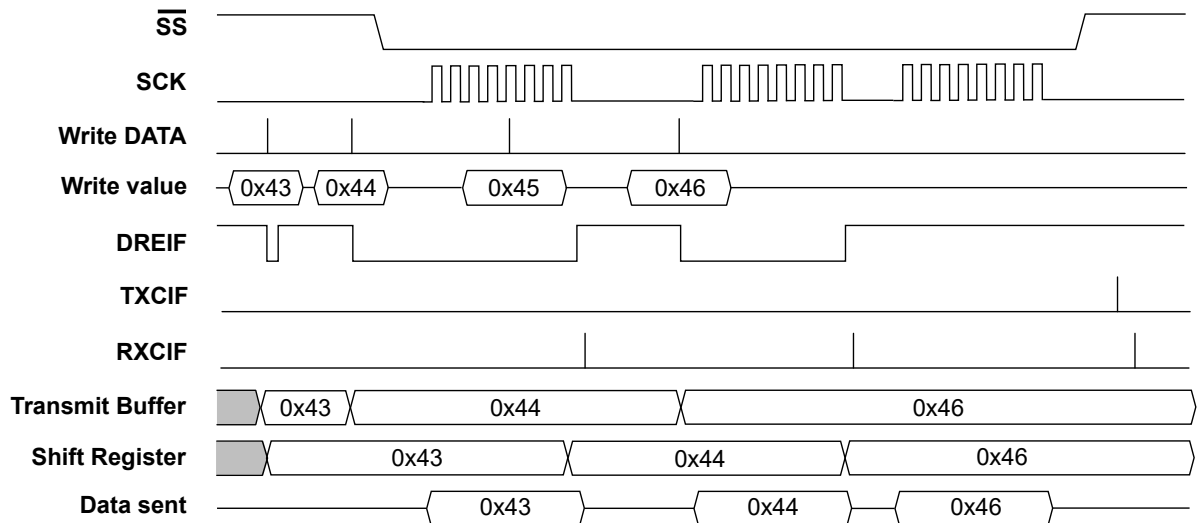 SS
SCK
Write DATA
Write value 0x43 0x44 0x45 0x46
DREIF
TXCIF
RXCIF
Transmit Buffer 0x43 0x44 0x46
Shift Register 0x43 0x44 0x46
Data sent 0x43 0x44 0x46